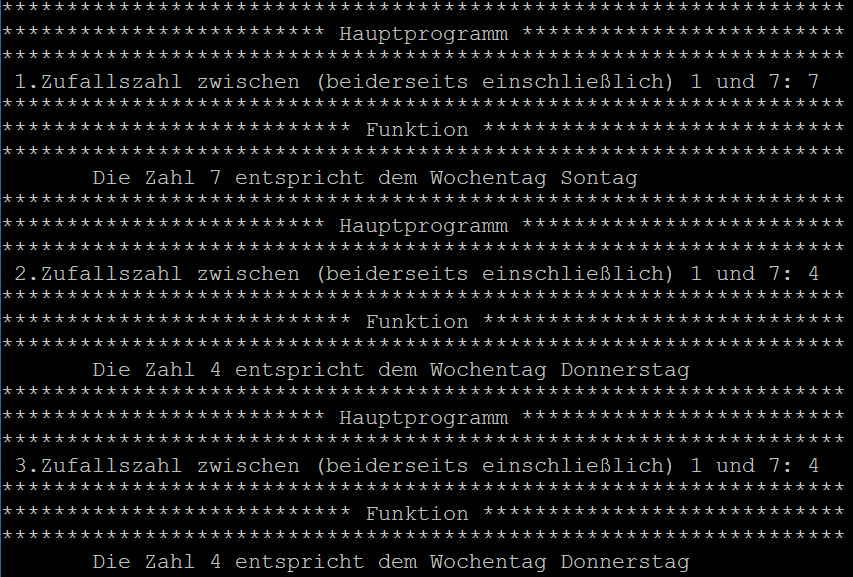 *****************************************************************
************************* Hauptprogramm *************************
*****************************************************************
1.Zufallszahl zwischen (beiderseits einschließlich) 1 und 7: 7
*****************************************************************
*************************** Funktion ****************************
*****************************************************************
Die Zahl 7 entspricht dem Wochentag Sontag
*****************************************************************
************************* Hauptprogramm *************************
*****************************************************************
2.Zufallszahl zwischen (beiderseits einschließlich) 1 und 7: 4
*****************************************************************
*************************** Funktion ****************************
*****************************************************************
Die Zahl 4 entspricht dem Wochentag Donnerstag
*****************************************************************
************************* Hauptprogramm *************************
*****************************************************************
3.Zufallszahl zwischen (beiderseits einschließlich) 1 und 7: 4
*****************************************************************
*************************** Funktion ****************************
*****************************************************************
Die Zahl 4 entspricht dem Wochentag Donnerstag